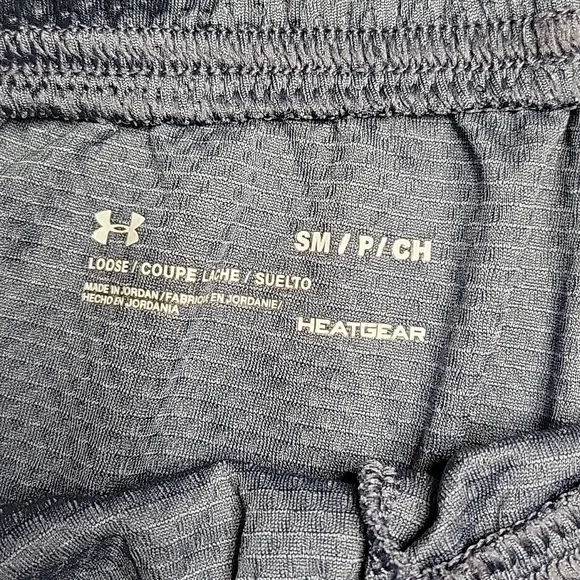 SM / P / CH
LOOSE / COUPE LÂCHE / SUELTO
MADE IN JORDAN / FABRIQUÉ EN JORDANIE /
HECHO EN JORDANIA
HEATGEAR